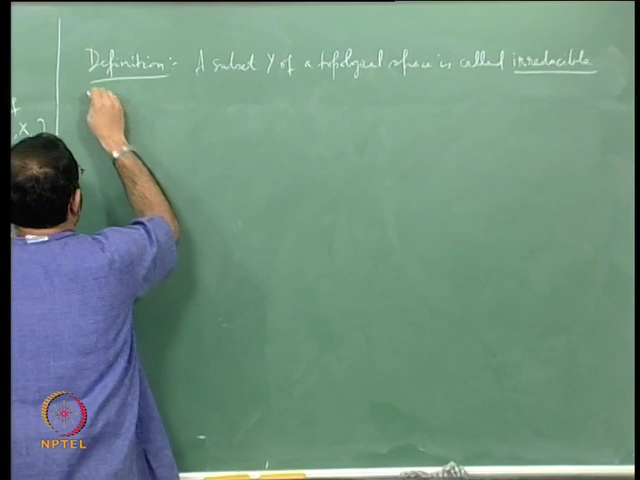 Definition:- A subset Y of a topological space is called irreducible
x ]
NPTEL